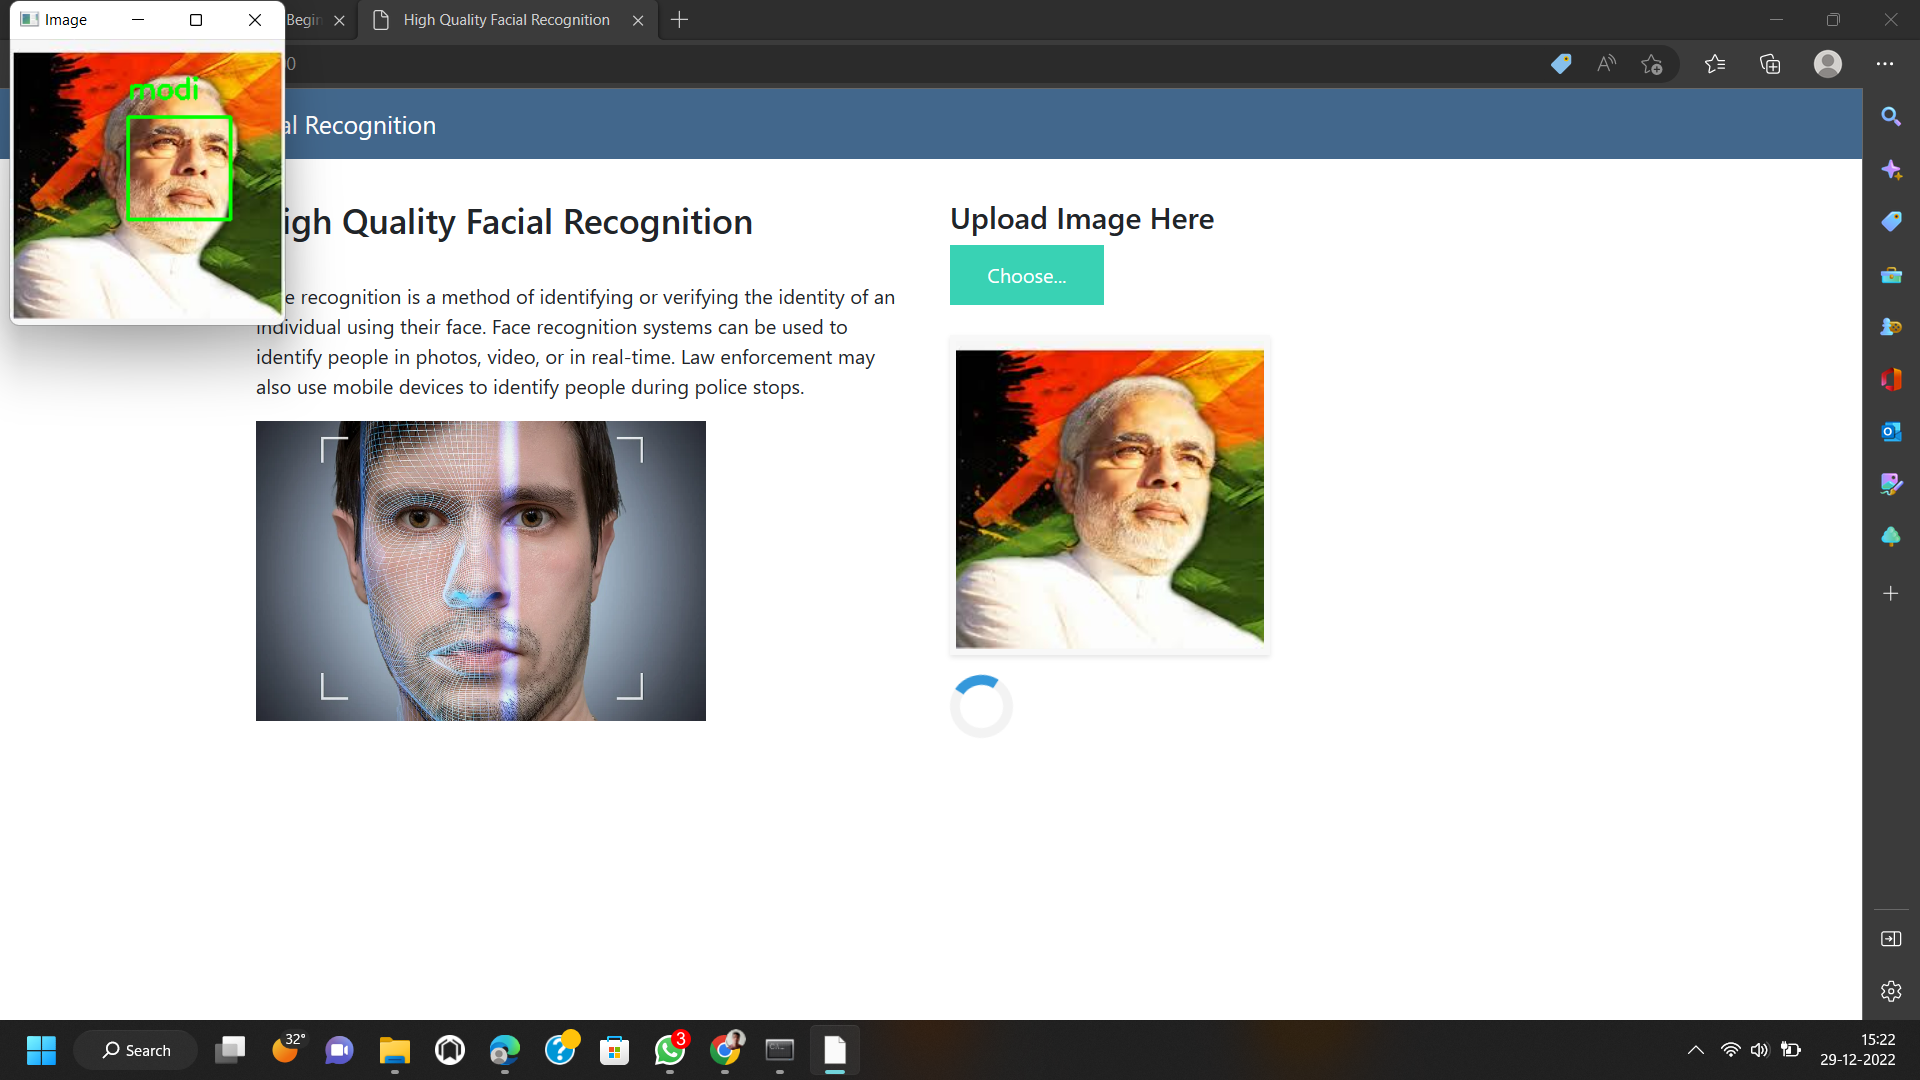 Image
Begin
High Quality Facial Recognition
0
modi
al Recognition
igh Quality Facial Recognition
e recognition is a method of identifying or verifying the identity of an
individual using their face. Face recognition systems can be used to
identify people in photos, video, or in real-time. Law enforcement may
also use mobile devices to identify people during police stops.
Upload Image Here
Choose...
Search
32°
3
15:22
29-12-2022